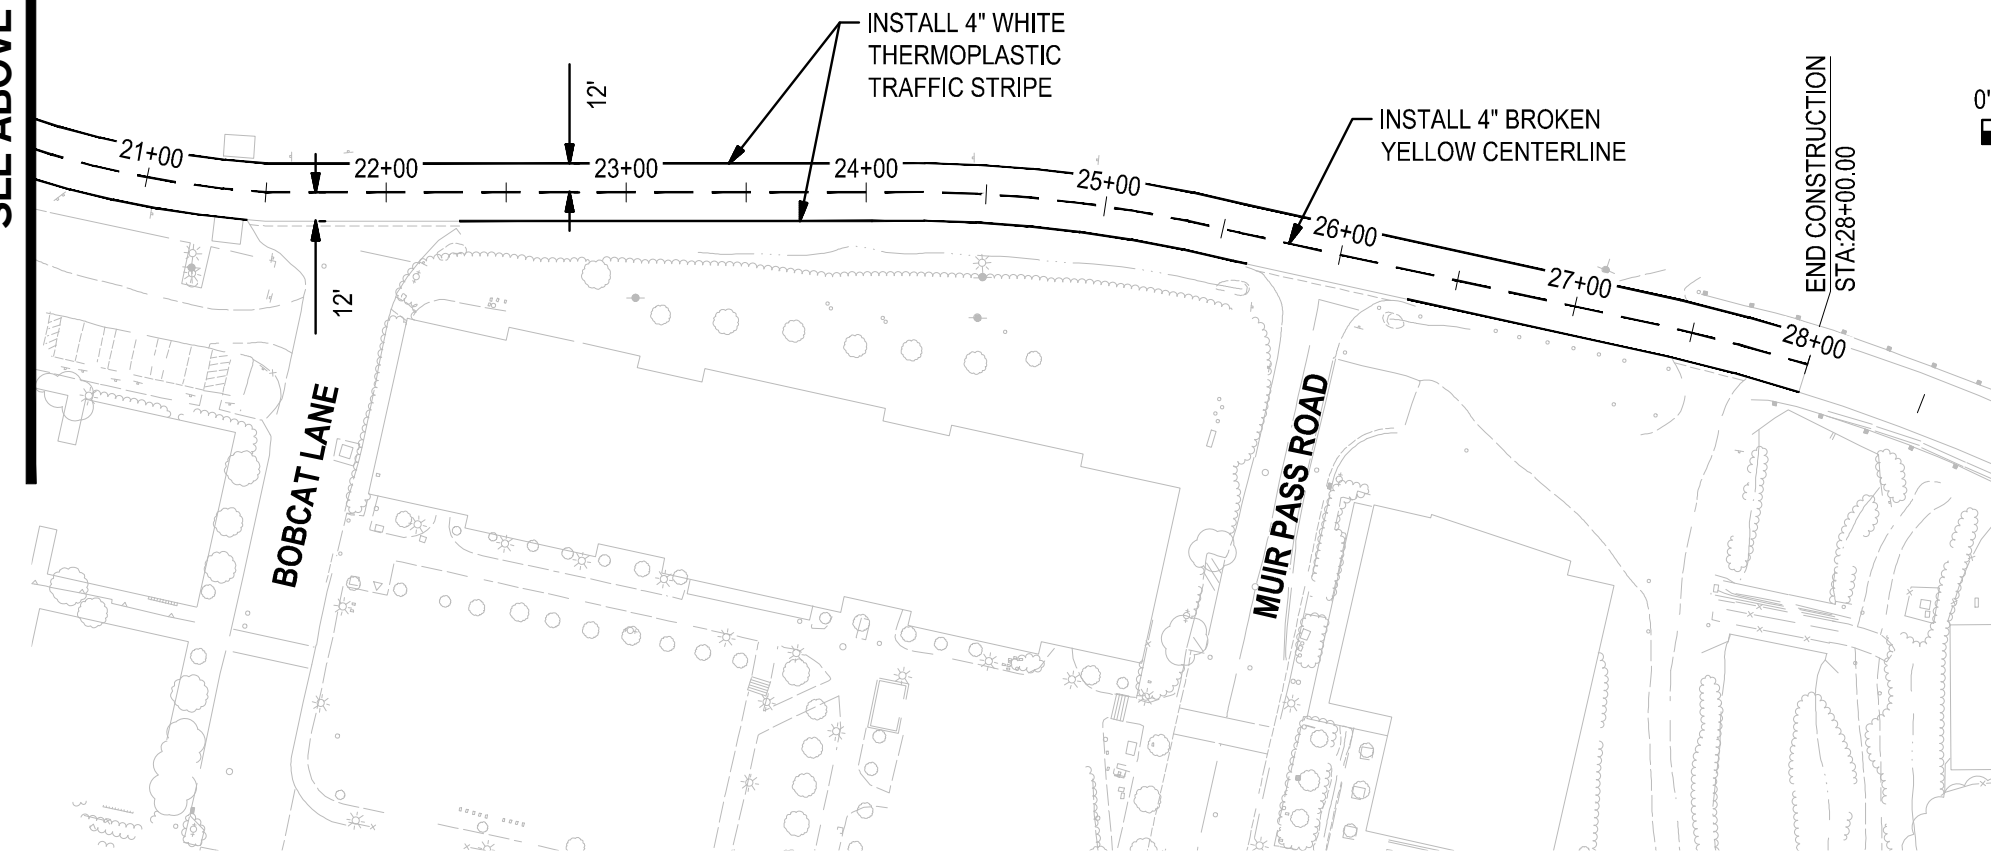 SEE ABOVE
INSTALL 4" WHITE
THERMOPLASTIC
TRAFFIC STRIPE
12'
INSTALL 4" BROKEN
YELLOW CENTERLINE
END CONSTRUCTION
STA:28+00.00
0'
21+00
22+00
23+00
24+00
25+00
26+00
27+00
28+00
12'
BOBCAT LANE
MUIR PASS ROAD